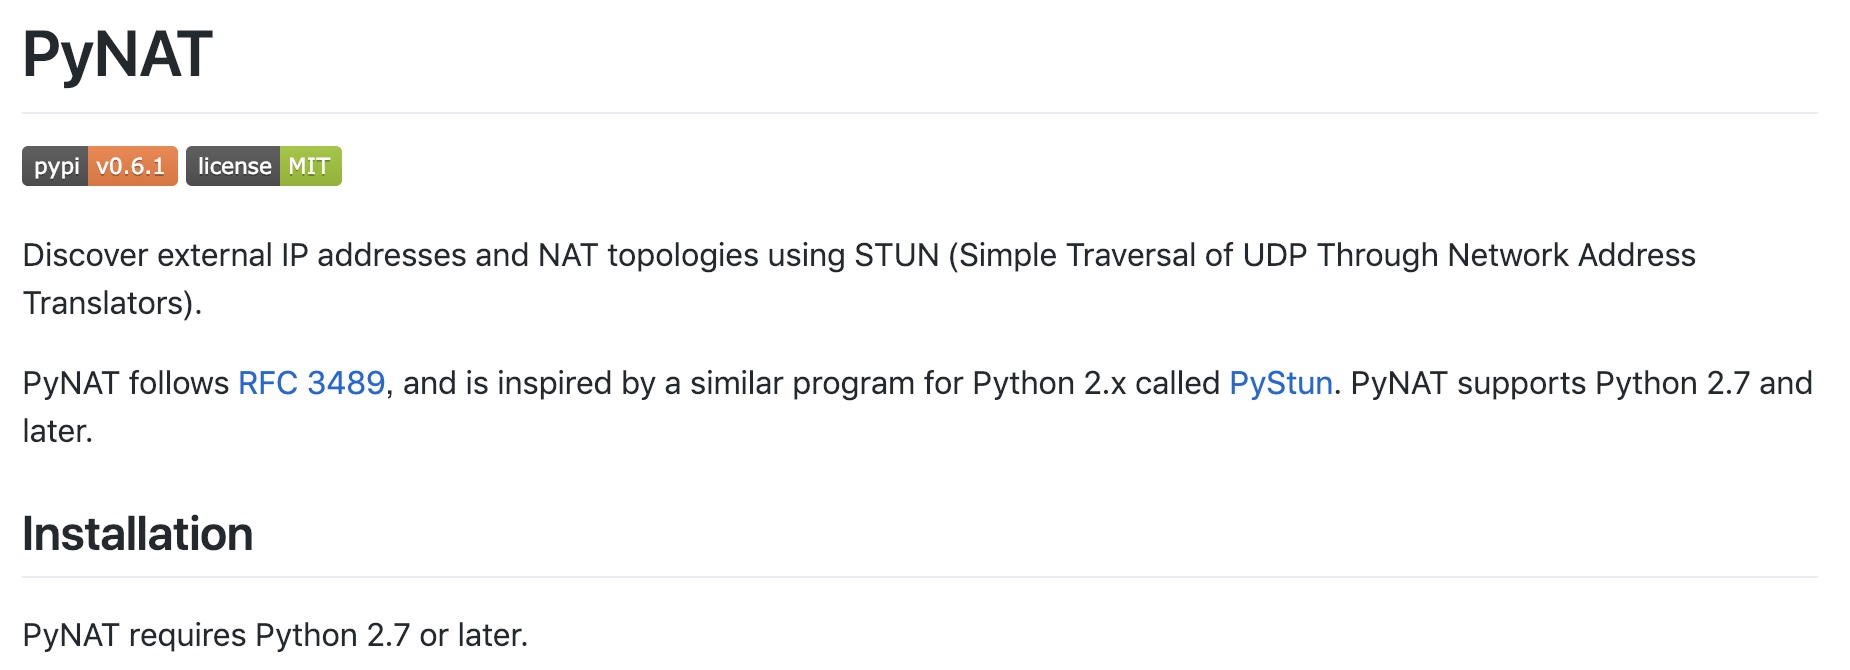 PyNAT
pypi v0.6.1 license MIT
Discover external IP addresses and NAT topologies using STUN (Simple Traversal of UDP Through Network Address
Translators).
PyNAT follows RFC 3489, and is inspired by a similar program for Python 2.x called PyStun. PyNAT supports Python 2.7 and
later.
Installation
PyNAT requires Python 2.7 or later.